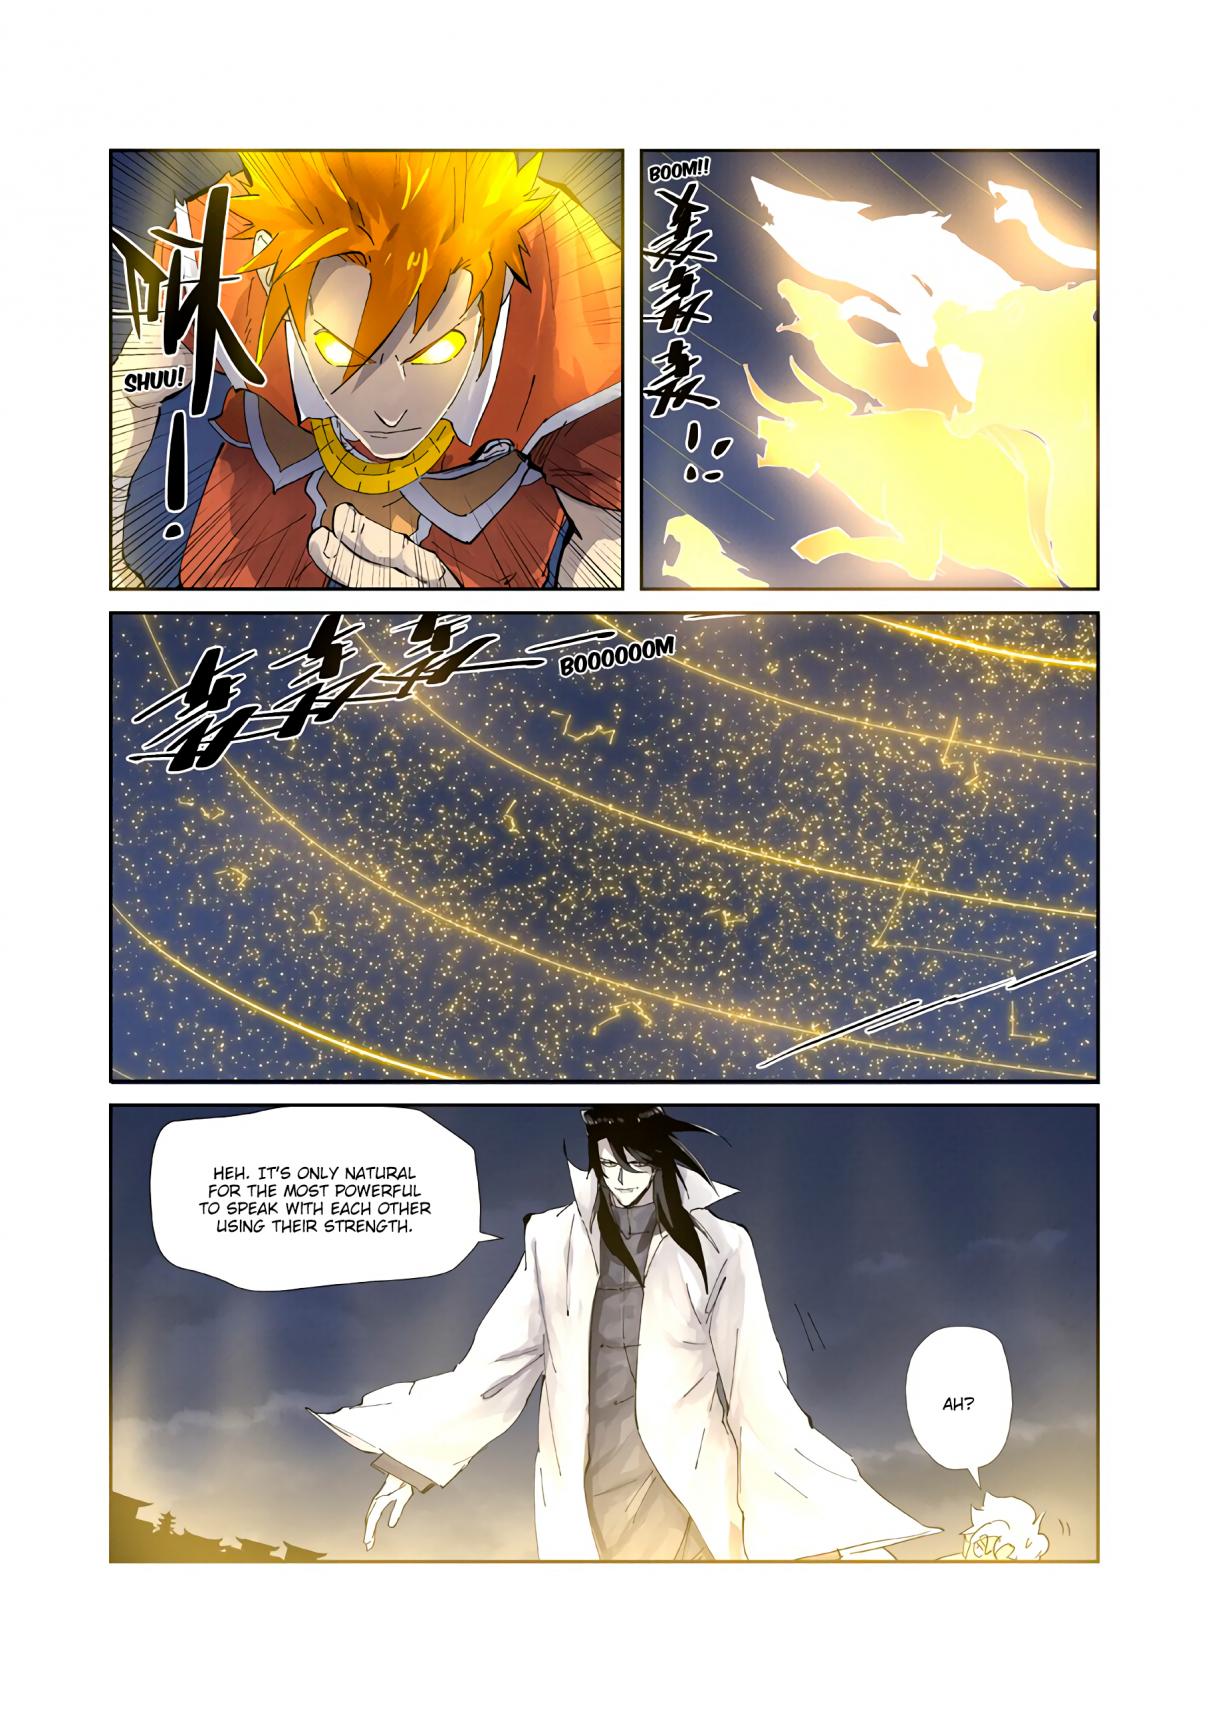 呼
SHUU!
!
BOOM!!
轰
轰
轰
!!
轰轰轰
BOOOOOOM
HEH. IT'S ONLY NATURAL
FOR THE MOST POWERFUL
TO SPEAK WITH EACH OTHER
USING THEIR STRENGTH.
AH?